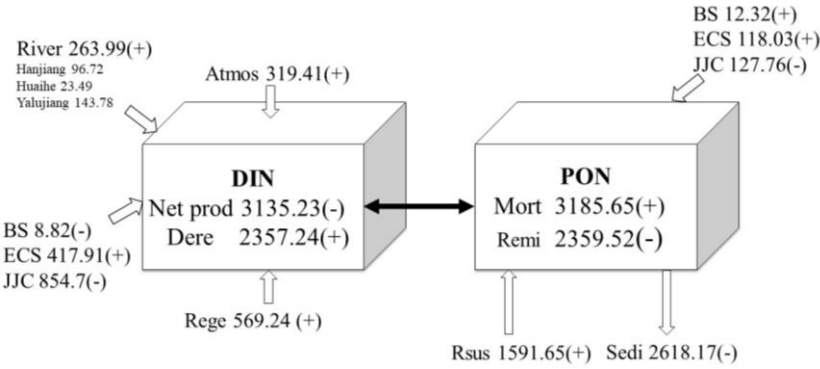 BS 12.32(+)
ECS 118.03(+)
JJC 127.76(-)
River 263.99(+)
Hanjiang 96.72
Huaihe 23.49
Yalujiang 143.78
Atmos 319.41(+)
DIN
Net prod 3135.23(-)
Dere 2357.24(+)
PON
Mort 3185.65(+)
Remi 2359.52(-)
BS 8.82(-)
ECS 417.91(+)
JJC 854.7(-)
Rege 569.24 (+)
Rsus 1591.65(+) Sedi 2618.17(-)